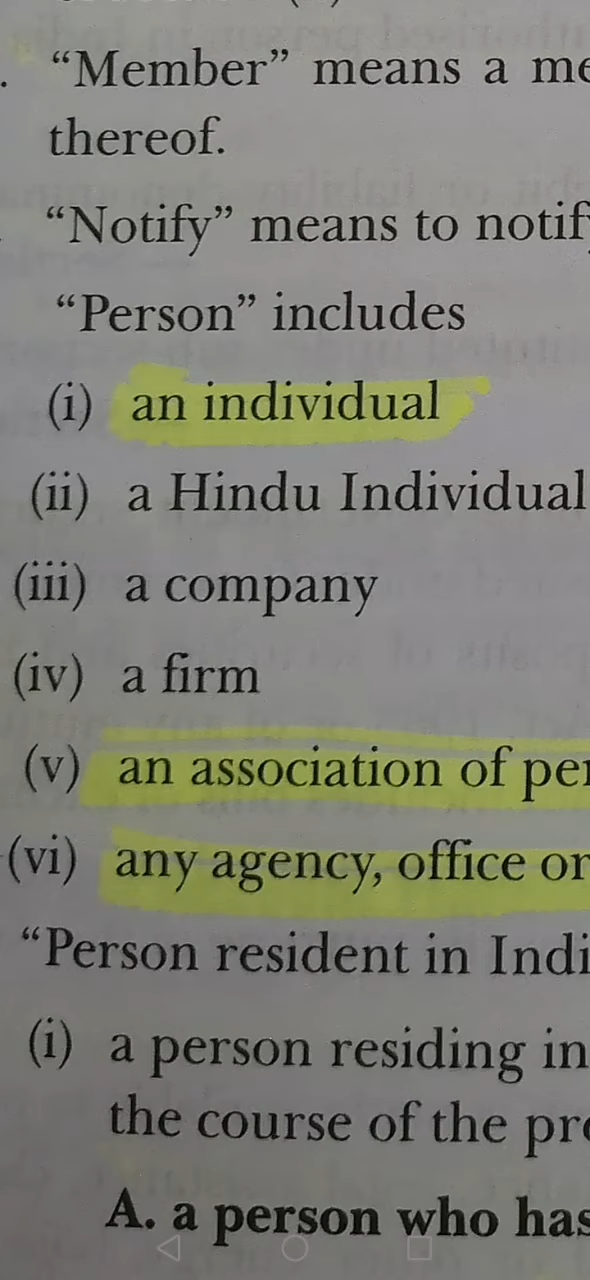 “Member” means a me
thereof.
“Notify” means to notif
“Person” includes
(i) an individual
(ii) a Hindu Individual
(iii) a company
(iv) a firm
(v) an association of per
(vi) any agency, office or
“Person resident in Indi
(i) a person residing in
the course of the pro
A. a person who has